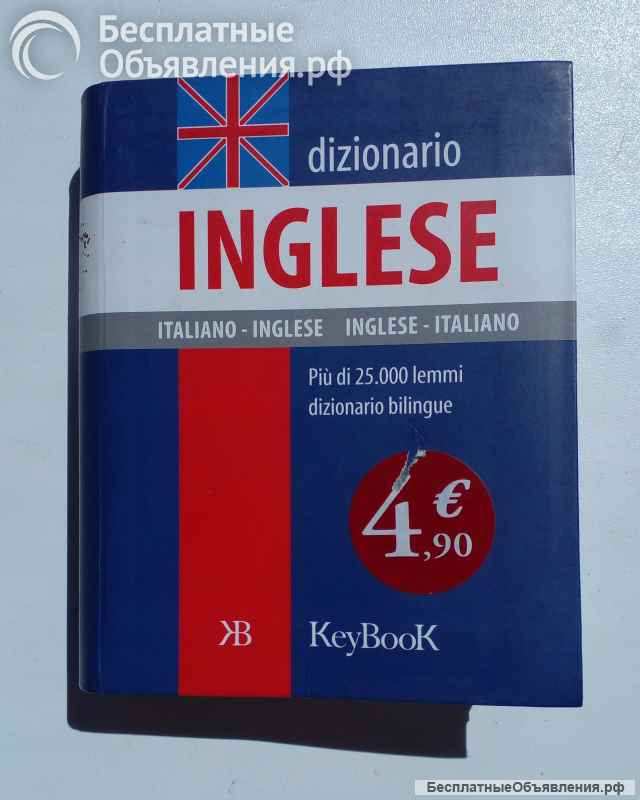 Бесплатные
Объявления.рф
dizionario
INGLESE
ITALIANO - INGLESE INGLESE - ITALIANO
Più di 25.000 lemmi
dizionario bilingue
4,90 €
KB KeyBooK
БесплатныеОбъявления.рф